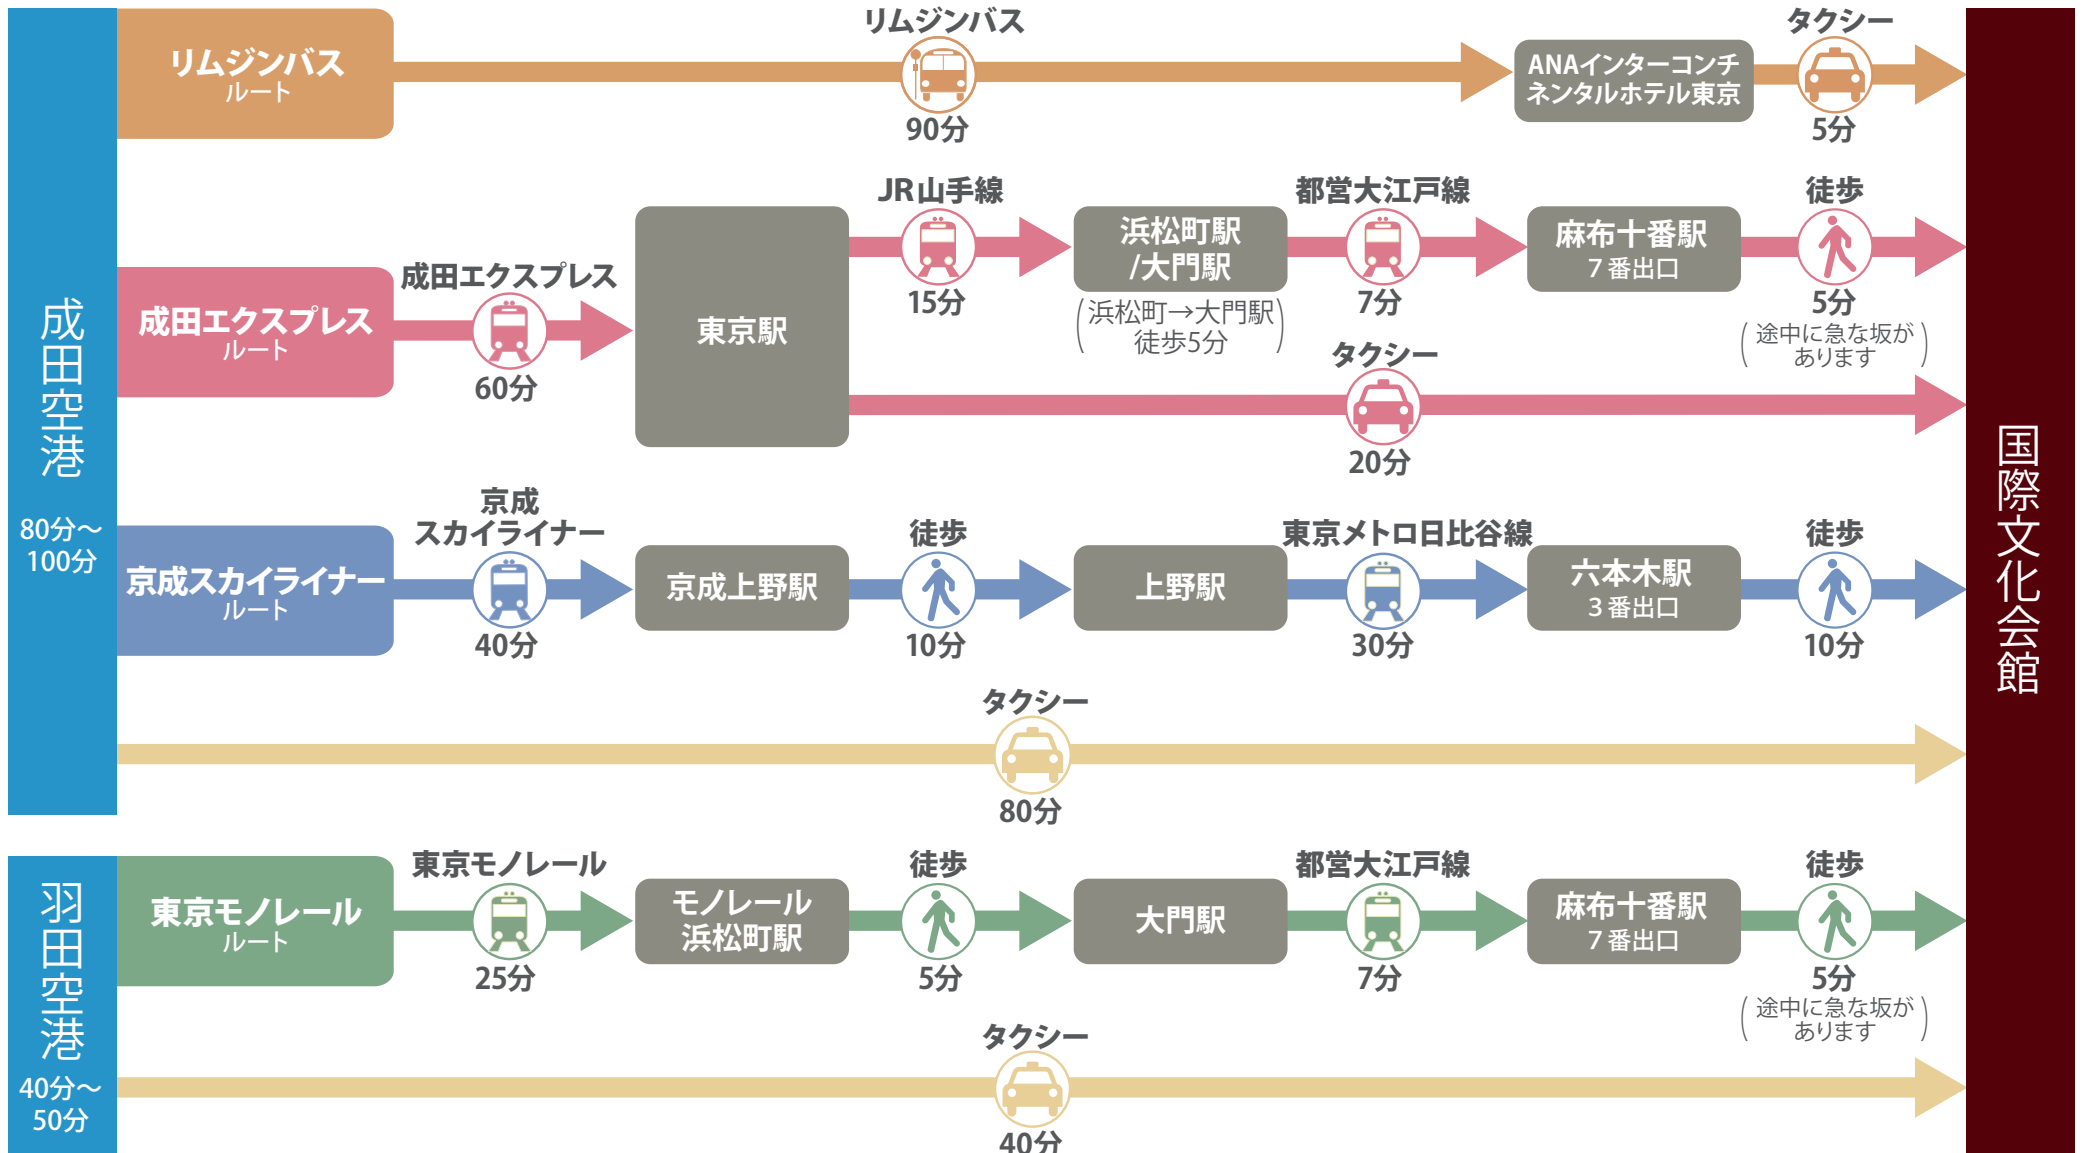 成田空港
80分～
100分
リムジンバス
ルート
リムジンバス
90分
ANAインターコンチ
ネンタルホテル東京
タクシー
5分
成田エクスプレス
ルート
成田エクスプレス
60分
東京駅
JR山手線
15分
浜松町駅
/大門駅
(浜松町→大門駅
徒歩5分)
都営大江戸線
7分
麻布十番駅
7番出口
徒歩
5分
(途中に急な坂が
あります)
タクシー
20分
京成スカイライナー
ルート
京成
スカイライナー
40分
京成上野駅
徒歩
10分
上野駅
東京メトロ日比谷線
30分
六本木駅
3番出口
徒歩
10分
タクシー
80分
羽田空港
40分～
50分
東京モノレール
ルート
東京モノレール
25分
モノレール
浜松町駅
徒歩
5分
大門駅
都営大江戸線
7分
麻布十番駅
7番出口
徒歩
5分
(途中に急な坂が
あります)
タクシー
40分
国際文化会館